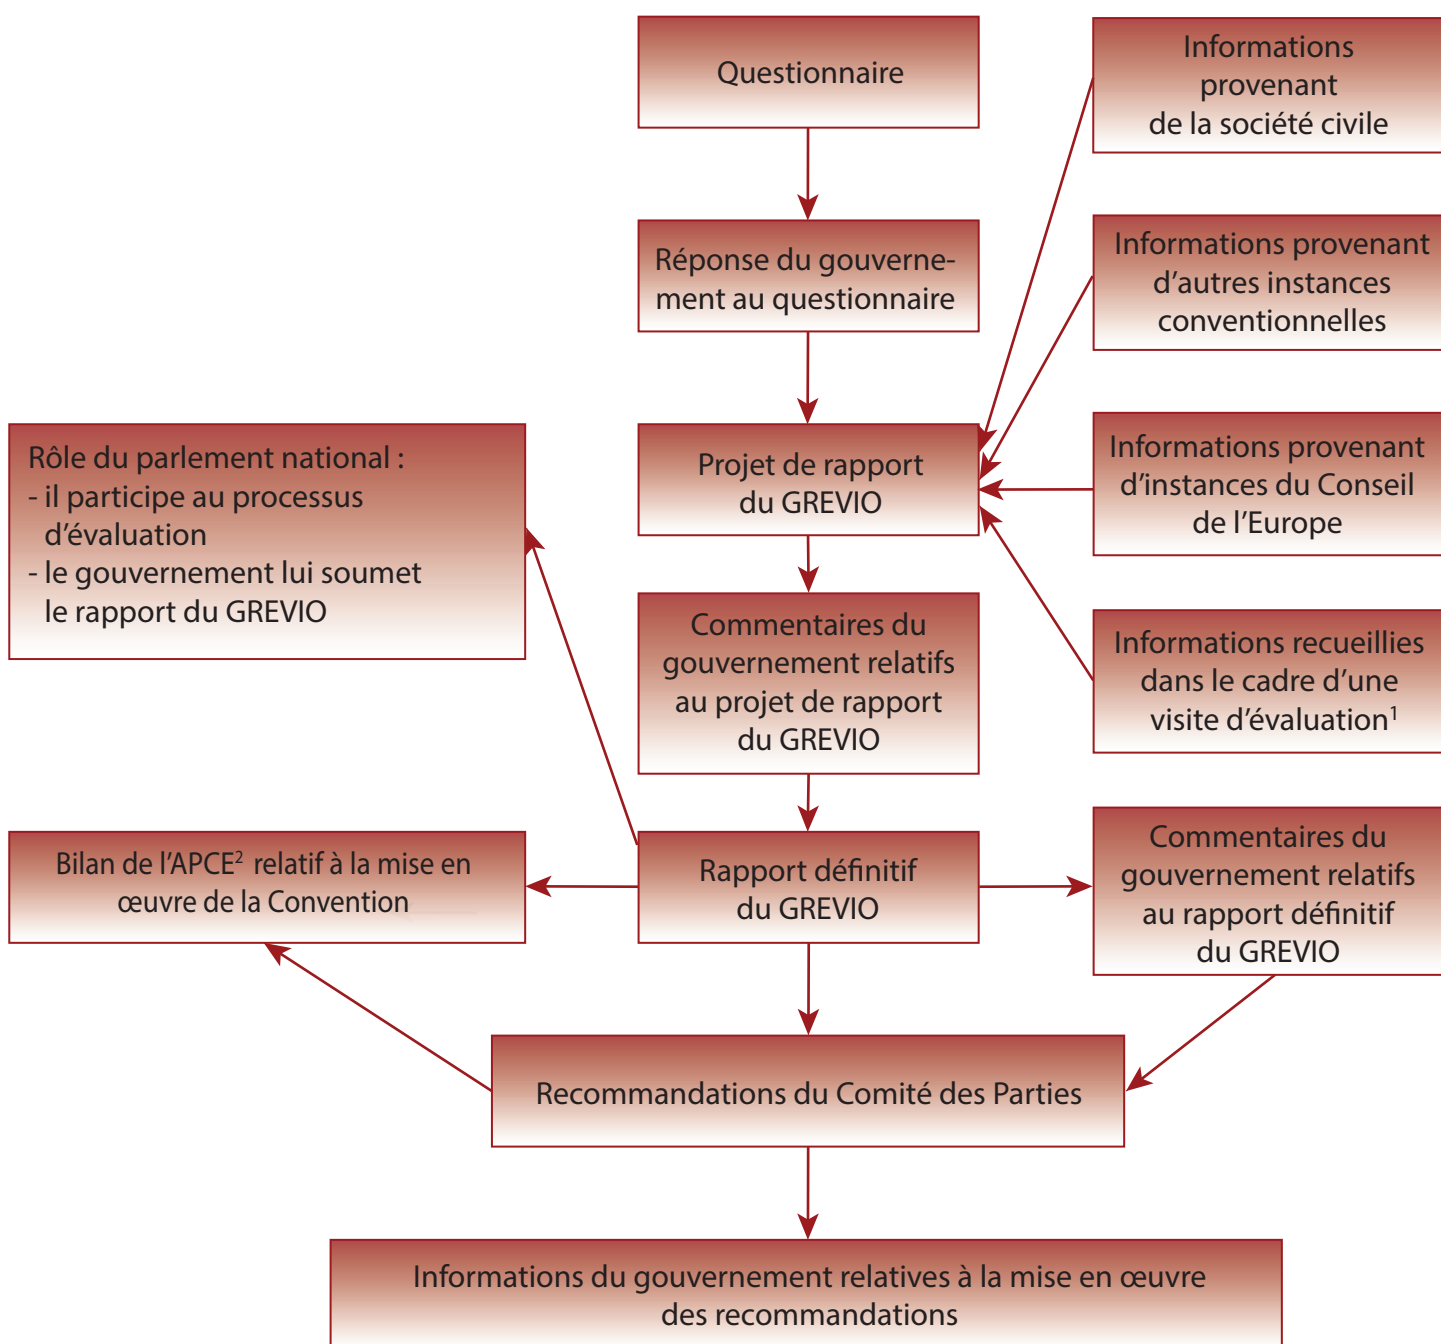 Questionnaire
Informations
provenant
de la société civile
Réponse du gouverne-
ment au questionnaire
Informations provenant
d'autres instances
conventionnelles
Rôle du parlement national :
- il participe au processus
d'évaluation
- le gouvernement lui soumet
le rapport du GREVIO
Projet de rapport
du GREVIO
Informations provenant
d'instances du Conseil
de l'Europe
Commentaires du
gouvernement relatifs
au projet de rapport
du GREVIO
Informations recueillies
dans le cadre d'une
visite d'évaluation¹
Bilan de l'APCE² relatif à la mise en
œuvre de la Convention
Rapport définitif
du GREVIO
Commentaires du
gouvernement relatifs
au rapport définitif
du GREVIO
Recommandations du Comité des Parties
Informations du gouvernement relatives à la mise en œuvre
des recommandations